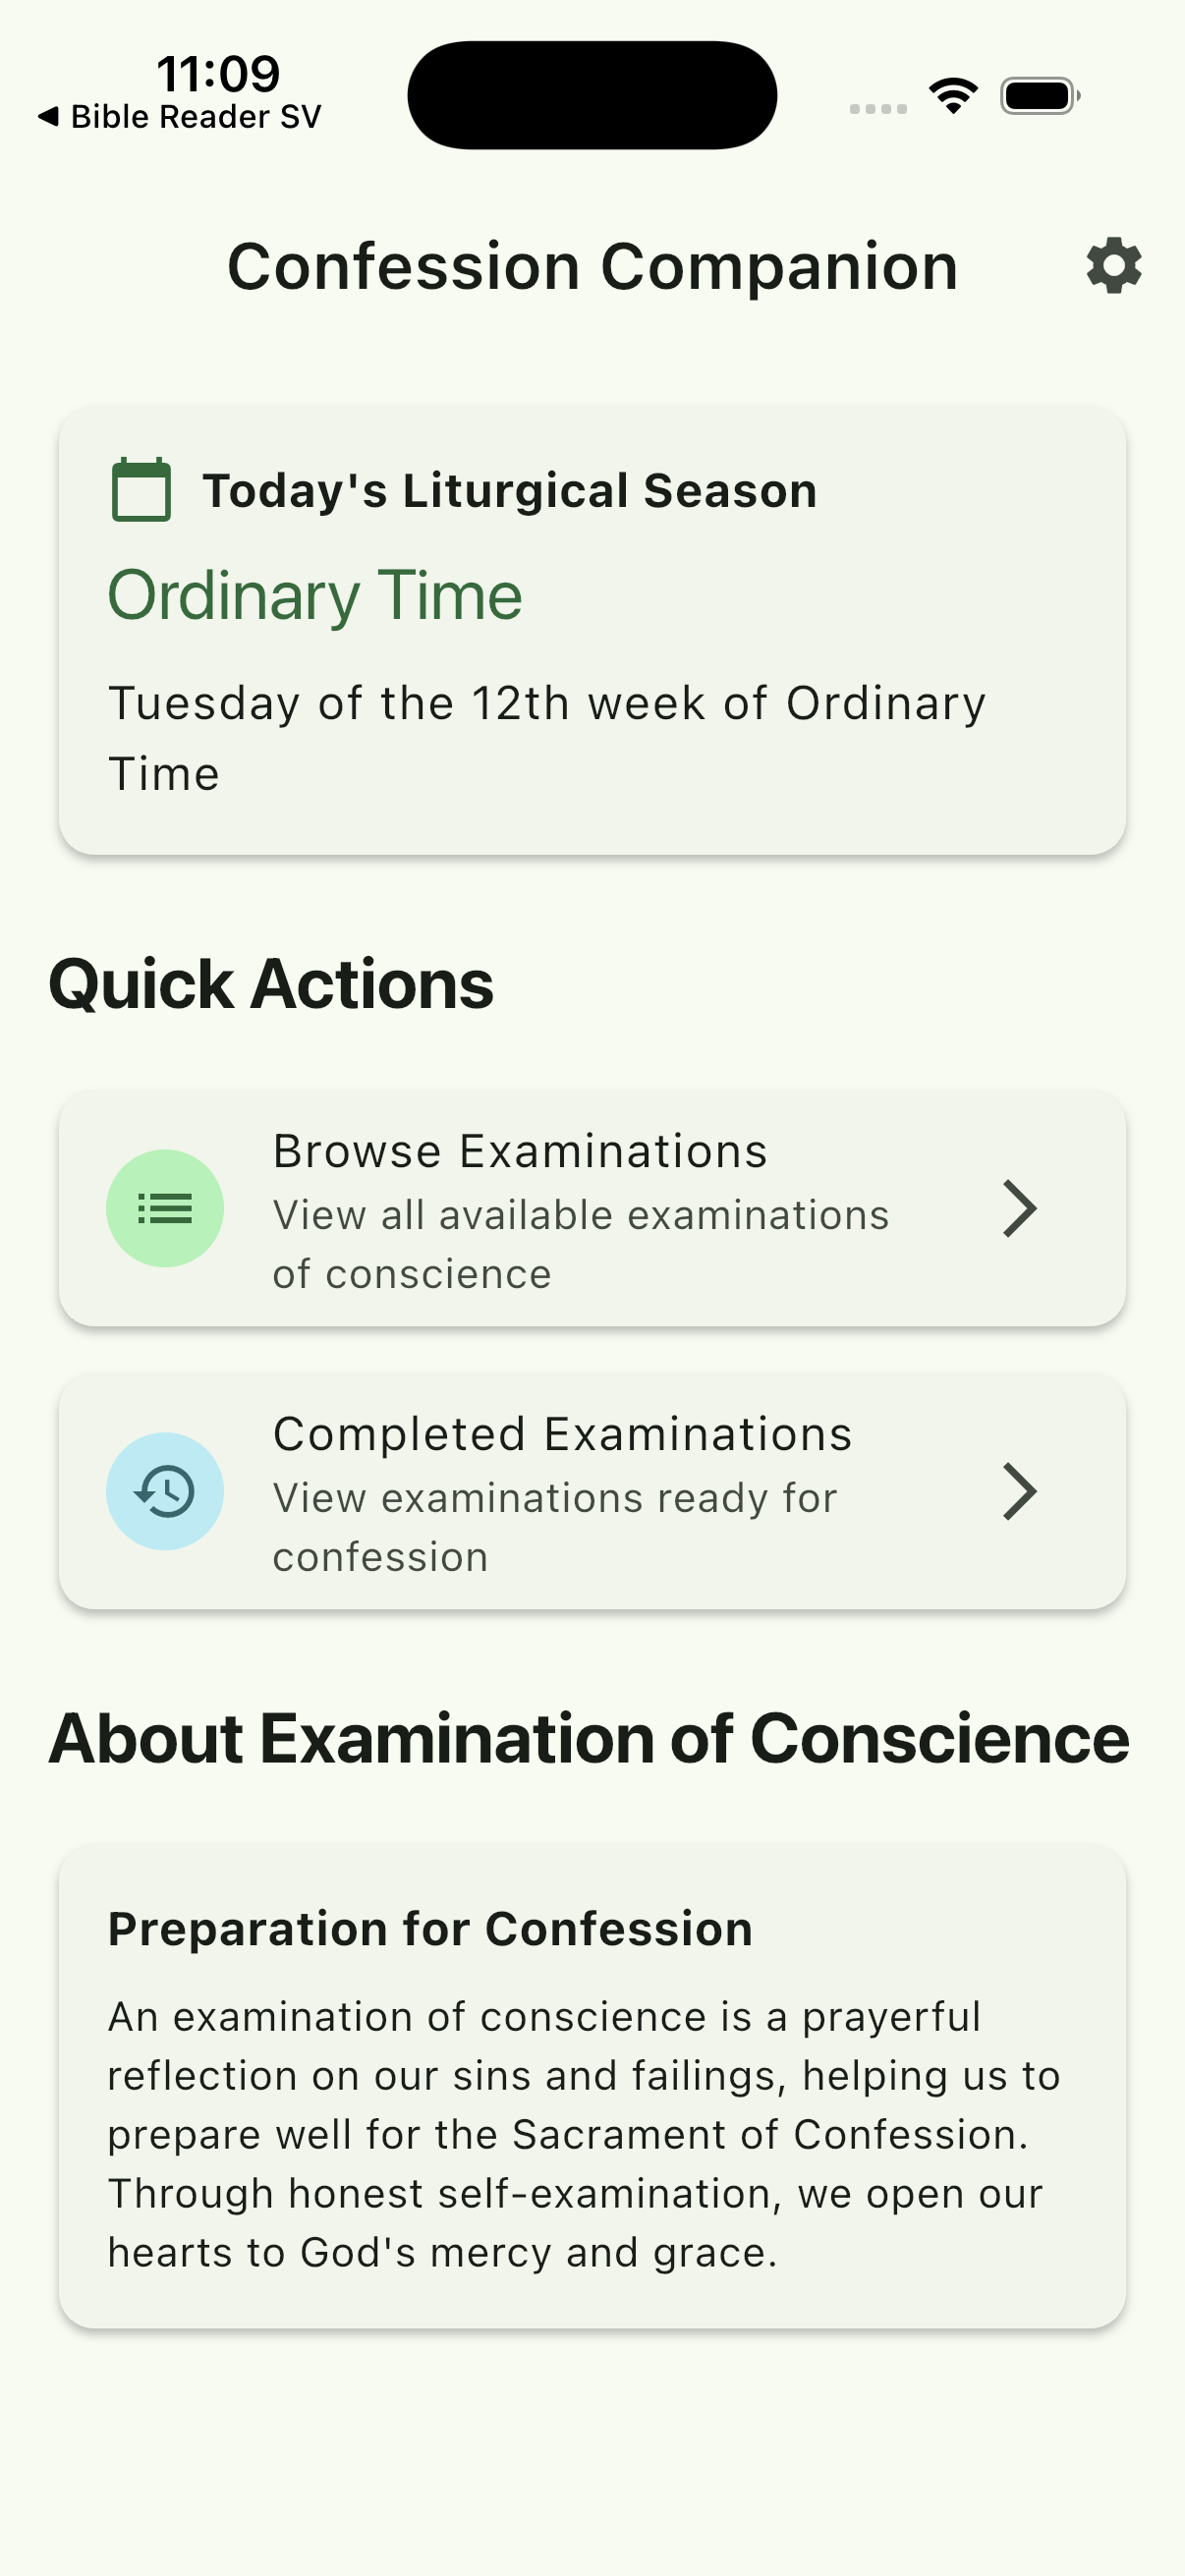 11:09
◀ Bible Reader SV
Confession Companion
Today's Liturgical Season
Ordinary Time
Tuesday of the 12th week of Ordinary
Time
Quick Actions
Browse Examinations
View all available examinations
of conscience
Completed Examinations
View examinations ready for
confession
About Examination of Conscience
Preparation for Confession
An examination of conscience is a prayerful
reflection on our sins and failings, helping us to
prepare well for the Sacrament of Confession.
Through honest self-examination, we open our
hearts to God's mercy and grace.